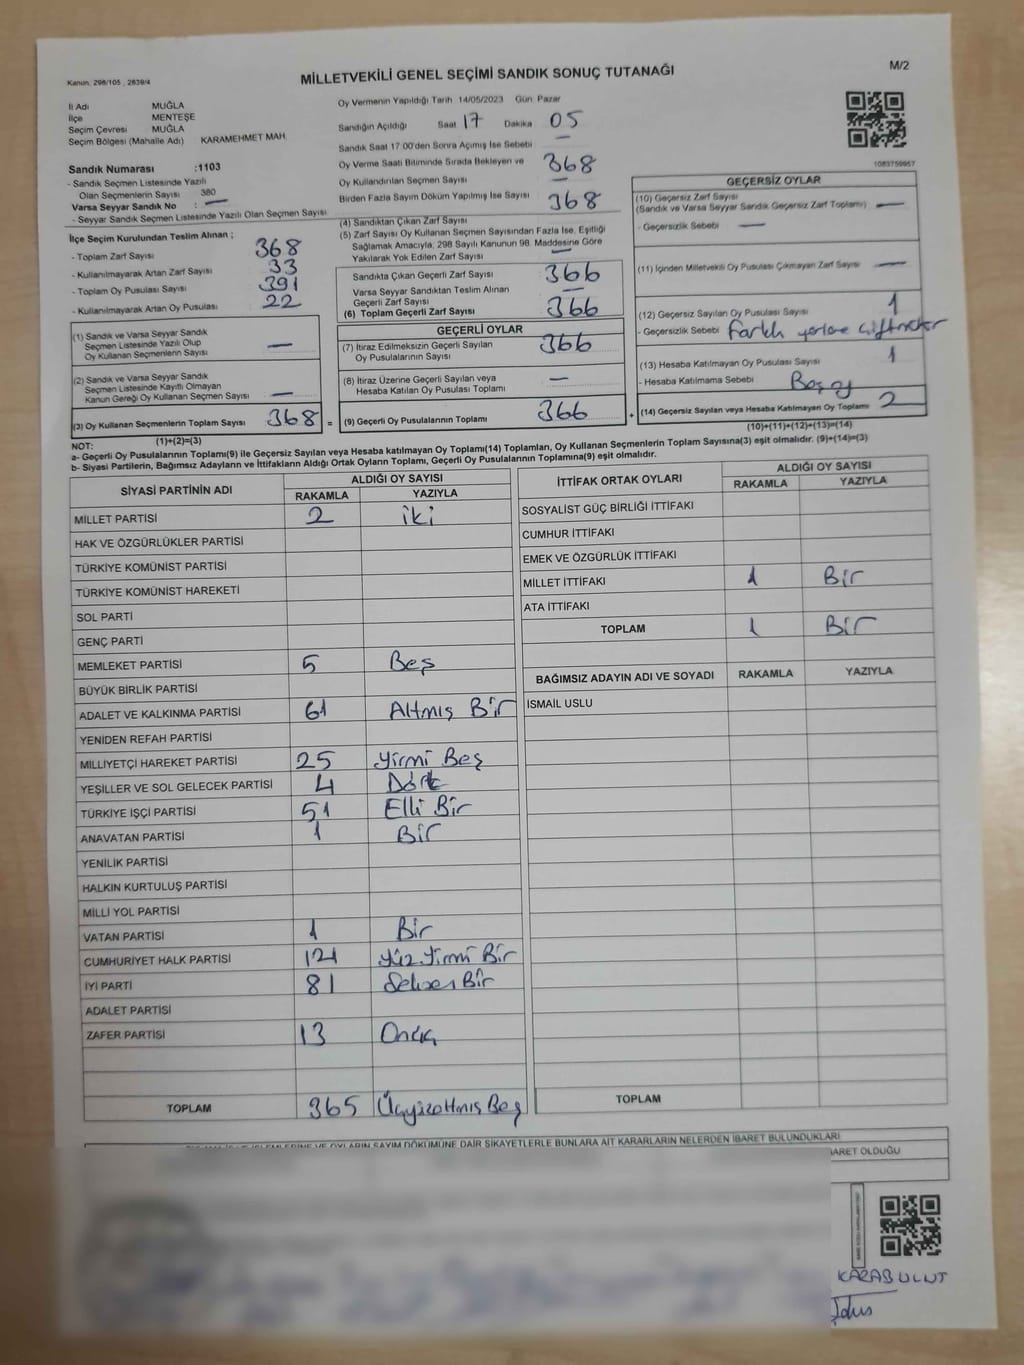 Kanun, 298/105 , 2839/4
MİLLETVEKİLİ GENEL SEÇİMİ SANDIK SONUÇ TUTANAĞI
M/2
İl Adı MUĞLA
İlçe MENTEŞE
Seçim Çevresi MUĞLA
Seçim Bölgesi (Mahalle Adı) KARAMEHMET MAH.
Sandık Numarası :1103
- Sandık Seçmen Listesinde Yazılı
Olan Seçmenlerin Sayısı 380
Varsa Seyyar Sandık No : —
- Seyyar Sandık Seçmen Listesinde Yazılı Olan Seçmen Sayısı
İlçe Seçim Kurulundan Teslim Alınan ;
- Toplam Zarf Sayısı 368
- Kullanılmayarak Artan Zarf Sayısı 33
- Toplam Oy Pusulası Sayısı 391
- Kullanılmayarak Artan Oy Pusulası 22
(1) Sandık ve Varsa Seyyar Sandık
Seçmen Listesinde Yazılı Olup
Oy Kullanan Seçmenlerin Sayısı —
(2) Sandık ve Varsa Seyyar Sandık
Seçmen Listesinde Kayıtlı Olmayan
Kanun Gereği Oy Kullanan Seçmen Sayısı —
(3) Oy Kullanan Seçmenlerin Toplam Sayısı 368 =
(1)+(2)=(3)
Oy Vermenin Yapıldığı Tarih 14/05/2023 Gün Pazar
Sandığın Açıldığı Saat 17 Dakika 05
Sandık Saat 17:00'den Sonra Açımış İse Sebebi —
Oy Verme Saati Bitiminde Sırada Bekleyen ve
Oy Kullandırılan Seçmen Sayısı 368
Birden Fazla Sayım Döküm Yapılmış İse Sayısı —
(4) Sandıktan Çıkan Zarf Sayısı 368
(5) Zarf Sayısı Oy Kullanan Seçmen Sayısından Fazla İse, Eşitliği
Sağlamak Amacıyla; 298 Sayılı Kanunun 98. Maddesine Göre
Yakılarak Yok Edilen Zarf Sayısı —
Sandıkta Çıkan Geçerli Zarf Sayısı 366
Varsa Seyyar Sandıktan Teslim Alınan
Geçerli Zarf Sayısı —
(6) Toplam Geçerli Zarf Sayısı 366
GEÇERLİ OYLAR
(7) İtiraz Edilmeksizin Geçerli Sayılan
Oy Pusulalarının Sayısı 366
(8) İtiraz Üzerine Geçerli Sayılan veya
Hesaba Katılan Oy Pusulası Toplamı —
(9) Geçerli Oy Pusulalarının Toplamı 366 +
1083759957
GEÇERSİZ OYLAR
(10) Geçersiz Zarf Sayısı
(Sandık ve Varsa Seyyar Sandık Geçersiz Zarf Toplamı) —
- Geçersizlik Sebebi —
(11) İçinden Milletvekili Oy Pusulası Çıkmayan Zarf Sayısı —
(12) Geçersiz Sayılan Oy Pusulası Sayısı 1
- Geçersizlik Sebebi Farklı yerlere
(13) Hesaba Katılmayan Oy Pusulası Sayısı 1
- Hesaba Katılmama Sebebi Boş oy
(14) Geçersiz Sayılan veya Hesaba Katılmayan Oy Toplamı 2
(10)+(11)+(12)+(13)=(14)
NOT:
a- Geçerli Oy Pusulalarının Toplamı(9) ile Geçersiz Sayılan veya Hesaba katılmayan Oy Toplamı(14) Toplamları, Oy Kullanan Seçmenlerin Toplam Sayısına(3) eşit olmalıdır. (9)+(14)=(3)
b- Siyasi Partilerin, Bağımsız Adayların ve İttifakların Aldığı Ortak Oyların Toplamı, Geçerli Oy Pusulalarının Toplamına(9) eşit olmalıdır.
SİYASİ PARTİNİN ADI ALDIĞI OY SAYISI
RAKAMLA YAZIYLA
MİLLET PARTİSİ 2 iki
HAK VE ÖZGÜRLÜKLER PARTİSİ
TÜRKİYE KOMÜNİST PARTİSİ
TÜRKİYE KOMÜNİST HAREKETİ
SOL PARTİ
GENÇ PARTİ
MEMLEKET PARTİSİ 5 Beş
BÜYÜK BİRLİK PARTİSİ
ADALET VE KALKINMA PARTİSİ 61 Altmış Bir
YENİDEN REFAH PARTİSİ
MİLLİYETÇİ HAREKET PARTİSİ 25 Yirmi Beş
YEŞİLLER VE SOL GELECEK PARTİSİ 4 Dört
TÜRKİYE İŞÇİ PARTİSİ 51 Elli Bir
ANAVATAN PARTİSİ 1 Bir
YENİLİK PARTİSİ
HALKIN KURTULUŞ PARTİSİ
MİLLİ YOL PARTİSİ
VATAN PARTİSİ 1 Bir
CUMHURİYET HALK PARTİSİ 121 Yüz Yirmi Bir
İYİ PARTİ 81 Seksen Bir
ADALET PARTİSİ
ZAFER PARTİSİ 13 Onüç
TOPLAM 365 Üçyüzaltmış Beş
İTTİFAK ORTAK OYLARI ALDIĞI OY SAYISI
RAKAMLA YAZIYLA
SOSYALİST GÜÇ BİRLİĞİ İTTİFAKI
CUMHUR İTTİFAKI
EMEK VE ÖZGÜRLÜK İTTİFAKI
MİLLET İTTİFAKI 1 Bir
ATA İTTİFAKI
TOPLAM 1 Bir
BAĞIMSIZ ADAYIN ADI VE SOYADI RAKAMLA YAZIYLA
İSMAİL USLU
TOPLAM
OYLARIN SAYIM DÖKÜMÜNE DAİR ŞİKAYETLERLE BUNLARA AİT KARARLARIN NELERDEN İBARET BULUNDUKLARI
İBARET OLDUĞU
KARABULUT